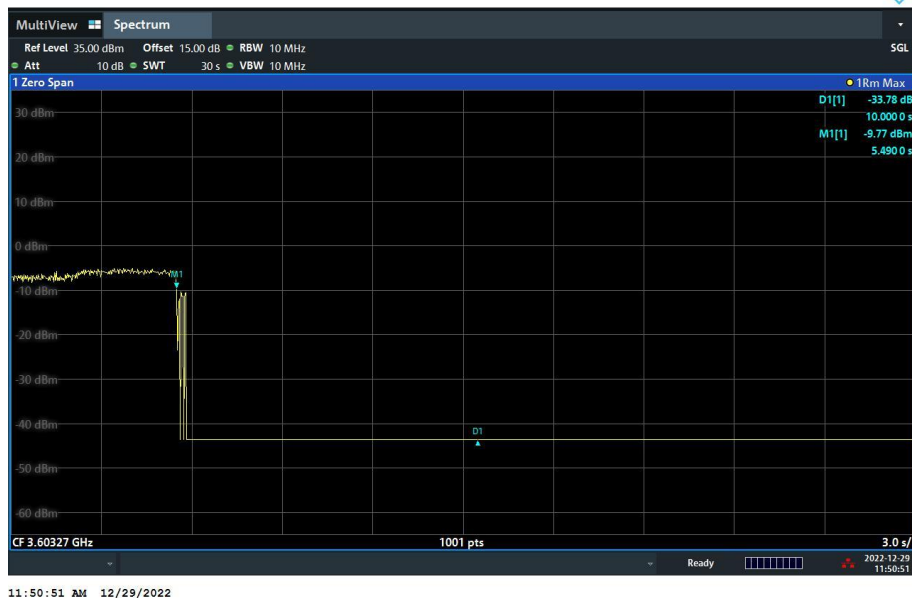 MultiView Spectrum
Ref Level 35.00 dBm Offset 15.00 dB RBW 10 MHz SGL
Att 10 dB SWT 30 s VBW 10 MHz
1 Zero Span 1Rm Max
D1[1] -33.78 dB
10.000 0 s
M1[1] -9.77 dBm
5.490 0 s
30 dBm
20 dBm
10 dBm
0 dBm
M1
-10 dBm
-20 dBm
-30 dBm
-40 dBm
D1
-50 dBm
-60 dBm
CF 3.60327 GHz 1001 pts 3.0 s/
Ready 2022-12-29
11:50:51
11:50:51 AM 12/29/2022